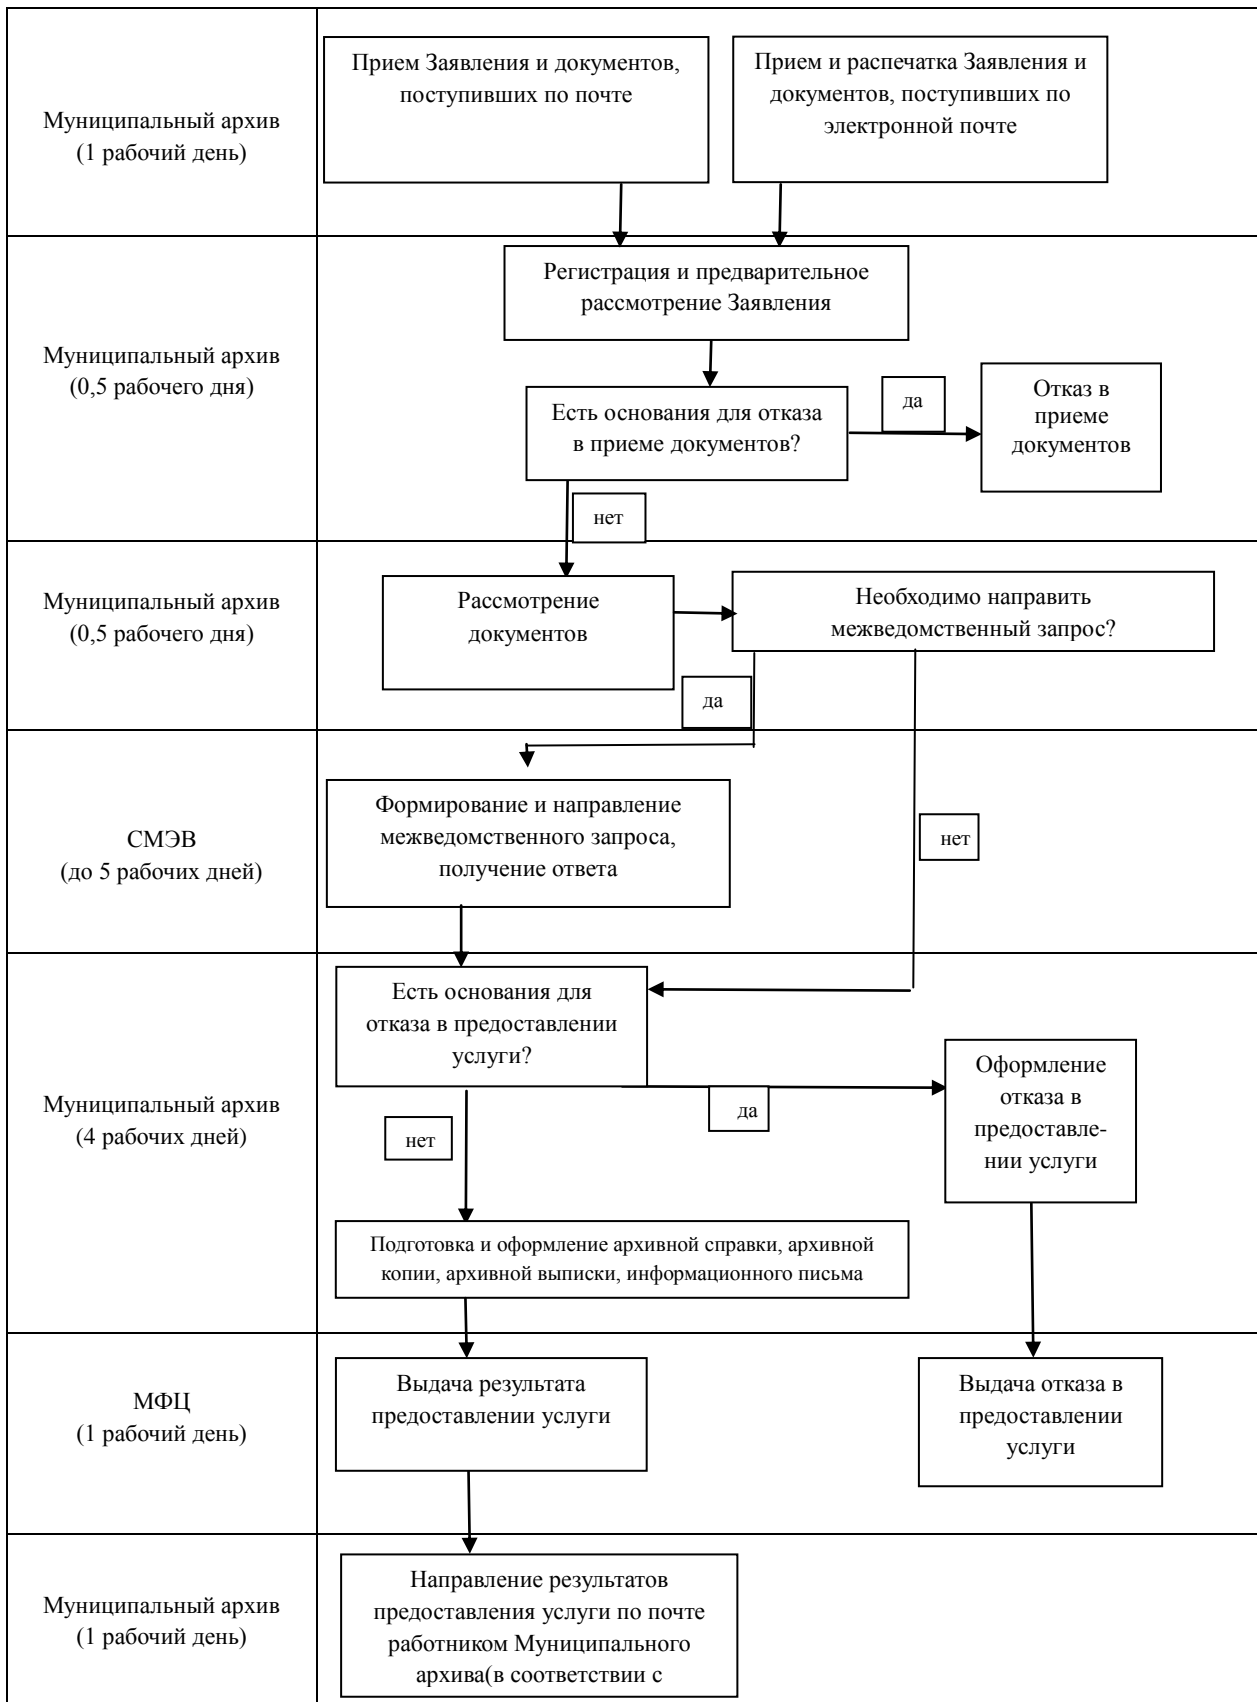 Муниципальный архив
(1 рабочий день)
Прием Заявления и документов,
поступивших по почте
Прием и распечатка Заявления и
документов, поступивших по
электронной почте
Муниципальный архив
(0,5 рабочего дня)
Регистрация и предварительное
рассмотрение Заявления
Есть основания для отказа
в приеме документов?
да
Отказ в
приеме
документов
нет
Муниципальный архив
(0,5 рабочего дня)
Рассмотрение
документов
Необходимо направить
межведомственный запрос?
да
СМЭВ
(до 5 рабочих дней)
Формирование и направление
межведомственного запроса,
получение ответа
нет
Муниципальный архив
(4 рабочих дней)
Есть основания для
отказа в предоставлении
услуги?
нет
да
Оформление
отказа в
предоставле-
нии услуги
Подготовка и оформление архивной справки, архивной
копии, архивной выписки, информационного письма
МФЦ
(1 рабочий день)
Выдача результата
предоставлении услуги
Выдача отказа в
предоставлении
услуги
Муниципальный архив
(1 рабочий день)
Направление результатов
предоставления услуги по почте
работником Муниципального
архива(в соответствии с